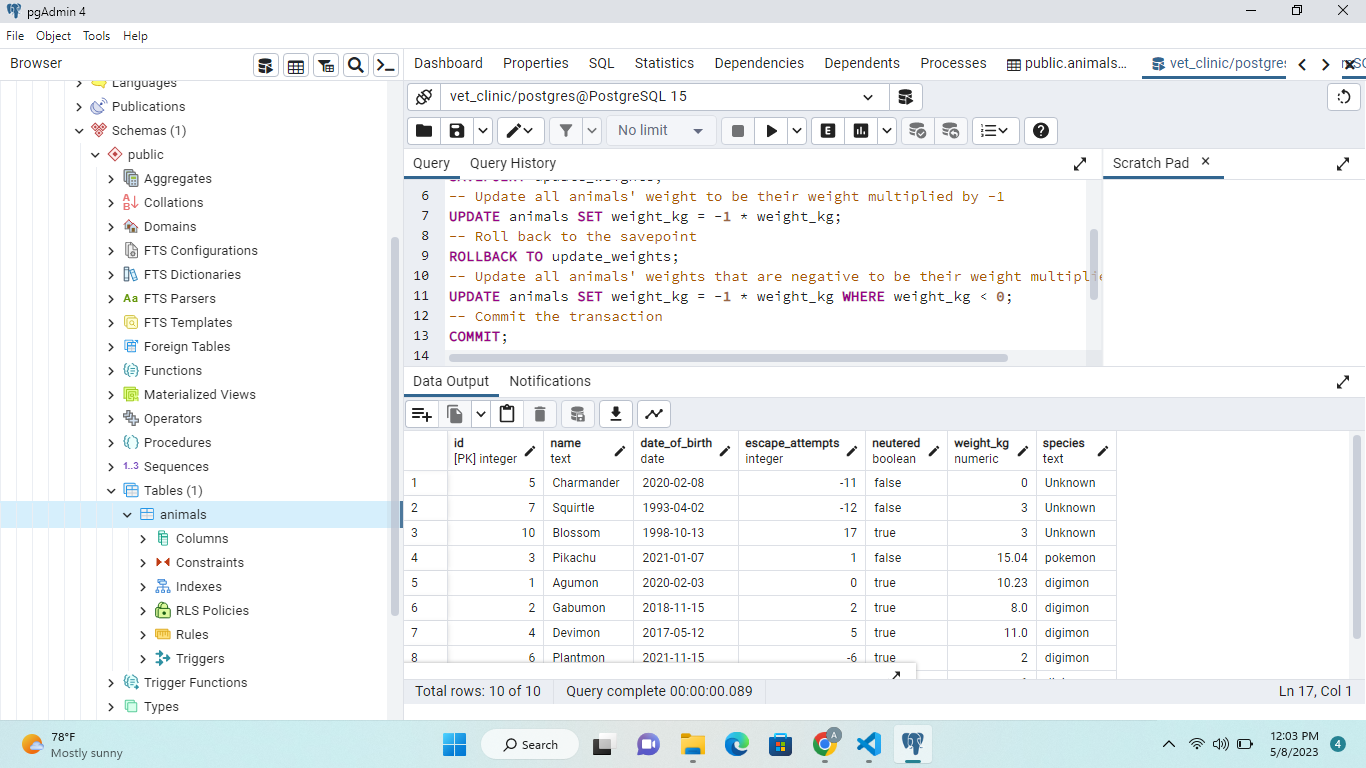 pgAdmin 4
File Object Tools Help
Browser
Languages
Publications
Schemas (1)
public
Aggregates
Collations
Domains
FTS Configurations
FTS Dictionaries
Aa FTS Parsers
FTS Templates
Foreign Tables
Functions
Materialized Views
Operators
Procedures
1..3 Sequences
Tables (1)
animals
Columns
Constraints
Indexes
RLS Policies
Rules
Triggers
Trigger Functions
Types
Dashboard Properties SQL Statistics Dependencies Dependents Processes public.animals... vet_clinic/postgres
vet_clinic/postgres@PostgreSQL 15
No limit
E
Query Query History
Scratch Pad
6 -- Update all animals' weight to be their weight multiplied by -1
7 UPDATE animals SET weight_kg = -1 * weight_kg;
8 -- Roll back to the savepoint
9 ROLLBACK TO update_weights;
10 -- Update all animals' weights that are negative to be their weight multiplie
11 UPDATE animals SET weight_kg = -1 * weight_kg WHERE weight_kg < 0;
12 -- Commit the transaction
13 COMMIT;
14
Data Output Notifications
id name date_of_birth escape_attempts neutered weight_kg species
[PK] integer text date integer boolean numeric text
1 5 Charmander 2020-02-08 -11 false 0 Unknown
2 7 Squirtle 1993-04-02 -12 false 3 Unknown
3 10 Blossom 1998-10-13 17 true 3 Unknown
4 3 Pikachu 2021-01-07 1 false 15.04 pokemon
5 1 Agumon 2020-02-03 0 true 10.23 digimon
6 2 Gabumon 2018-11-15 2 true 8.0 digimon
7 4 Devimon 2017-05-12 5 true 11.0 digimon
8 6 Plantmon 2021-11-15 -6 true 2 digimon
Total rows: 10 of 10 Query complete 00:00:00.089 Ln 17, Col 1
78°F
Mostly sunny
Search
A
12:03 PM
5/8/2023
4